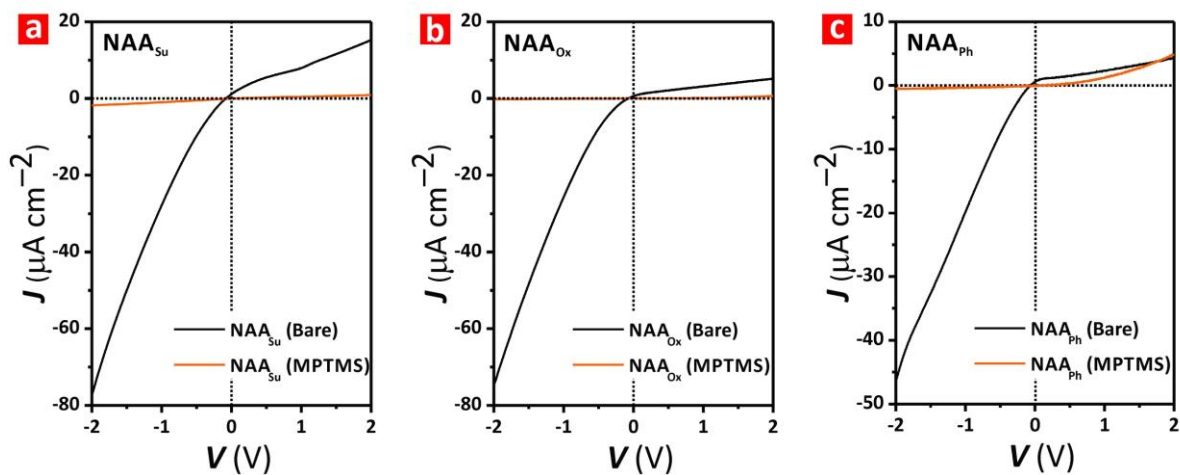 a
NAA_Su
20
0
-20
-40
-60
-80
J (μA cm⁻²)
NAA_Su (Bare)
NAA_Su (MPTMS)
-2 -1 0 1 2
V (V)
b
NAA_Ox
20
0
-20
-40
-60
-80
J (μA cm⁻²)
NAA_Ox (Bare)
NAA_Ox (MPTMS)
-2 -1 0 1 2
V (V)
c
NAA_Ph
10
0
-10
-20
-30
-40
-50
J (μA cm⁻²)
NAA_Ph (Bare)
NAA_Ph (MPTMS)
-2 -1 0 1 2
V (V)